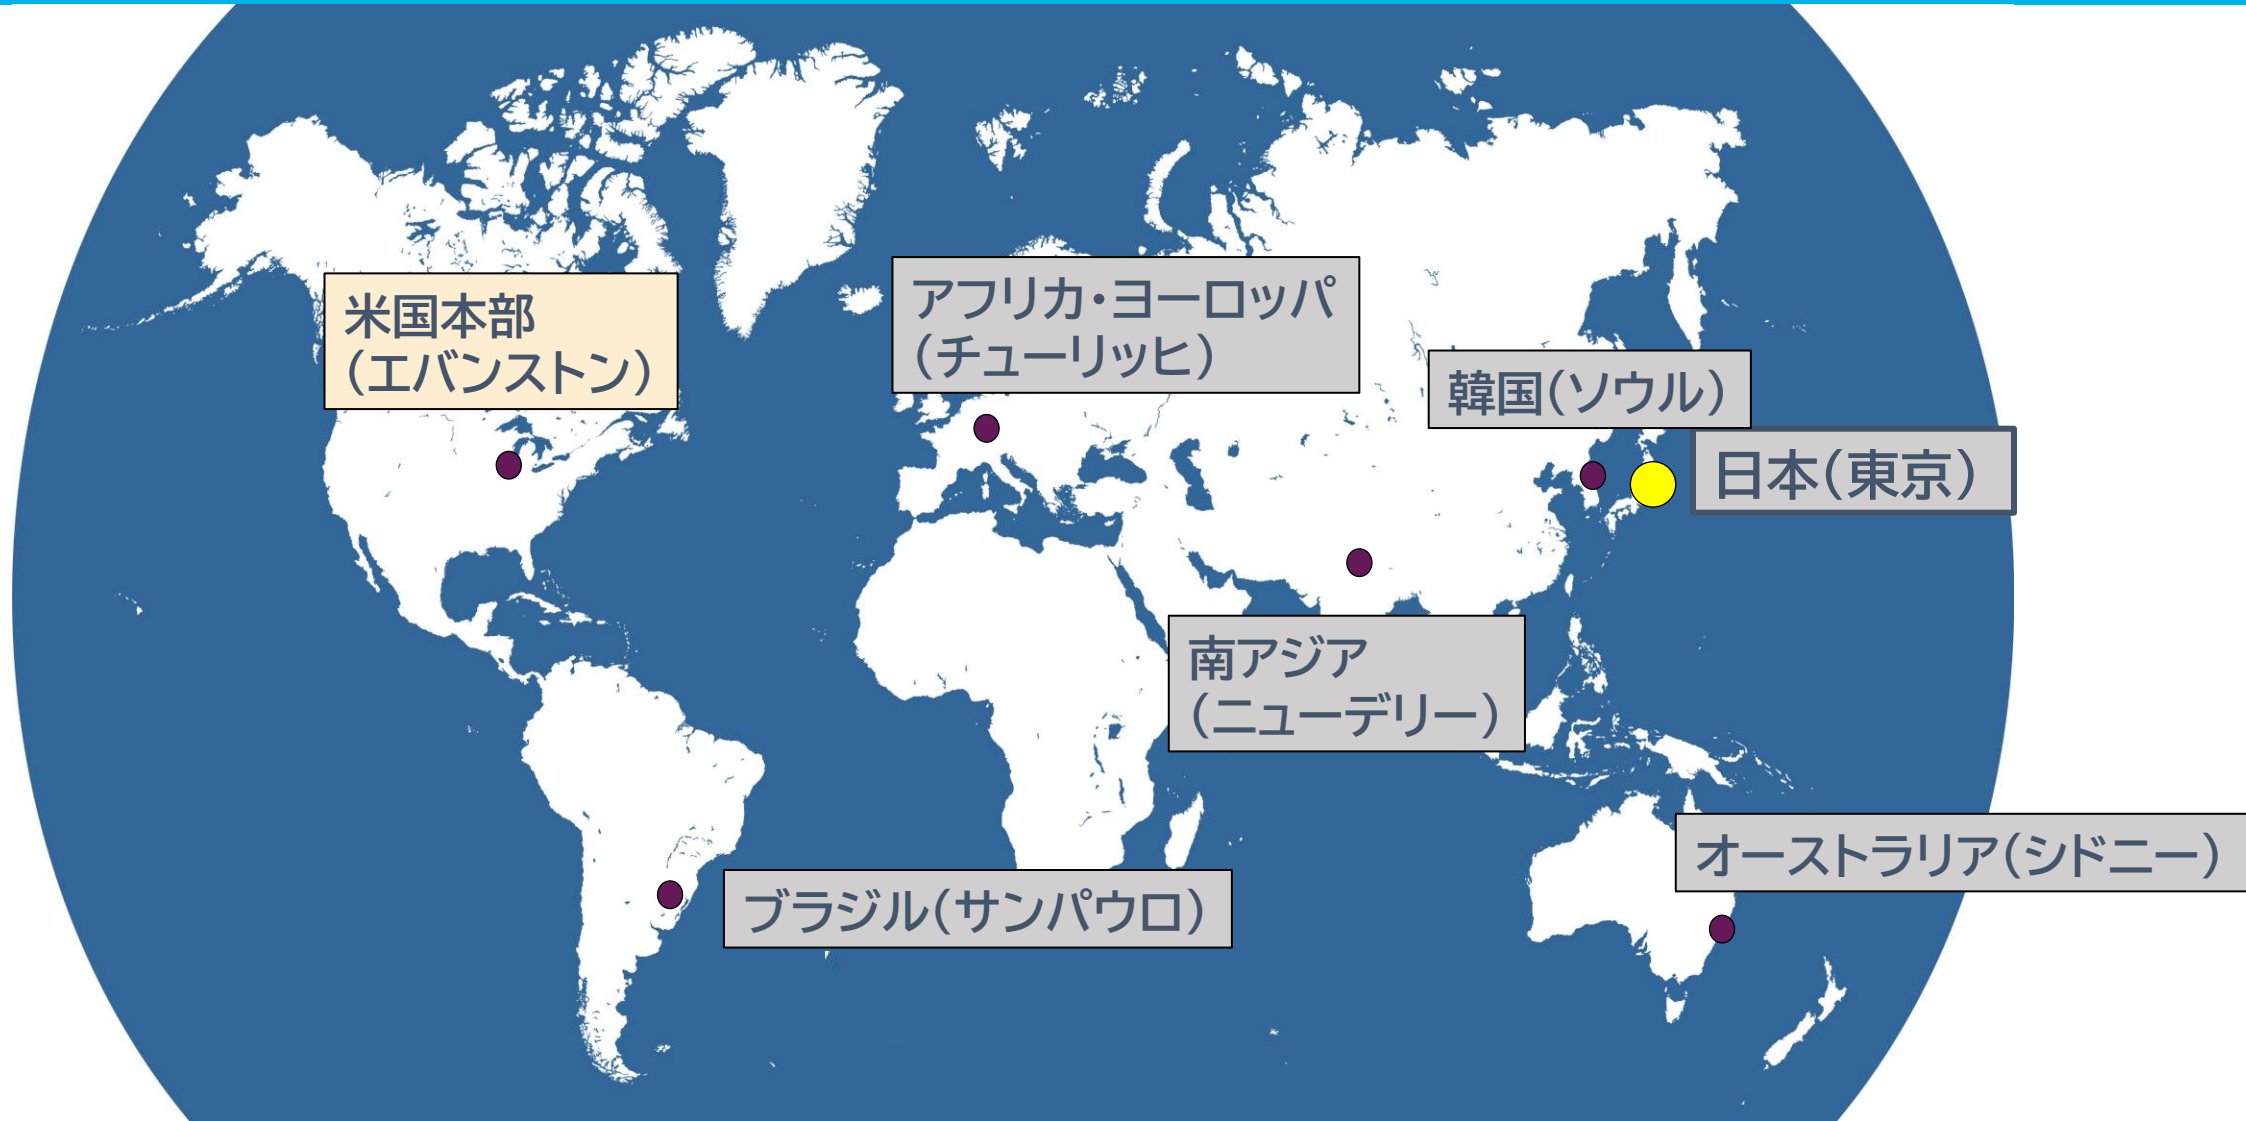 米国本部
(エバンストン)
アフリカ・ヨーロッパ
(チューリッヒ)
韓国(ソウル)
日本(東京)
南アジア
(ニューデリー)
オーストラリア(シドニー)
ブラジル(サンパウロ)